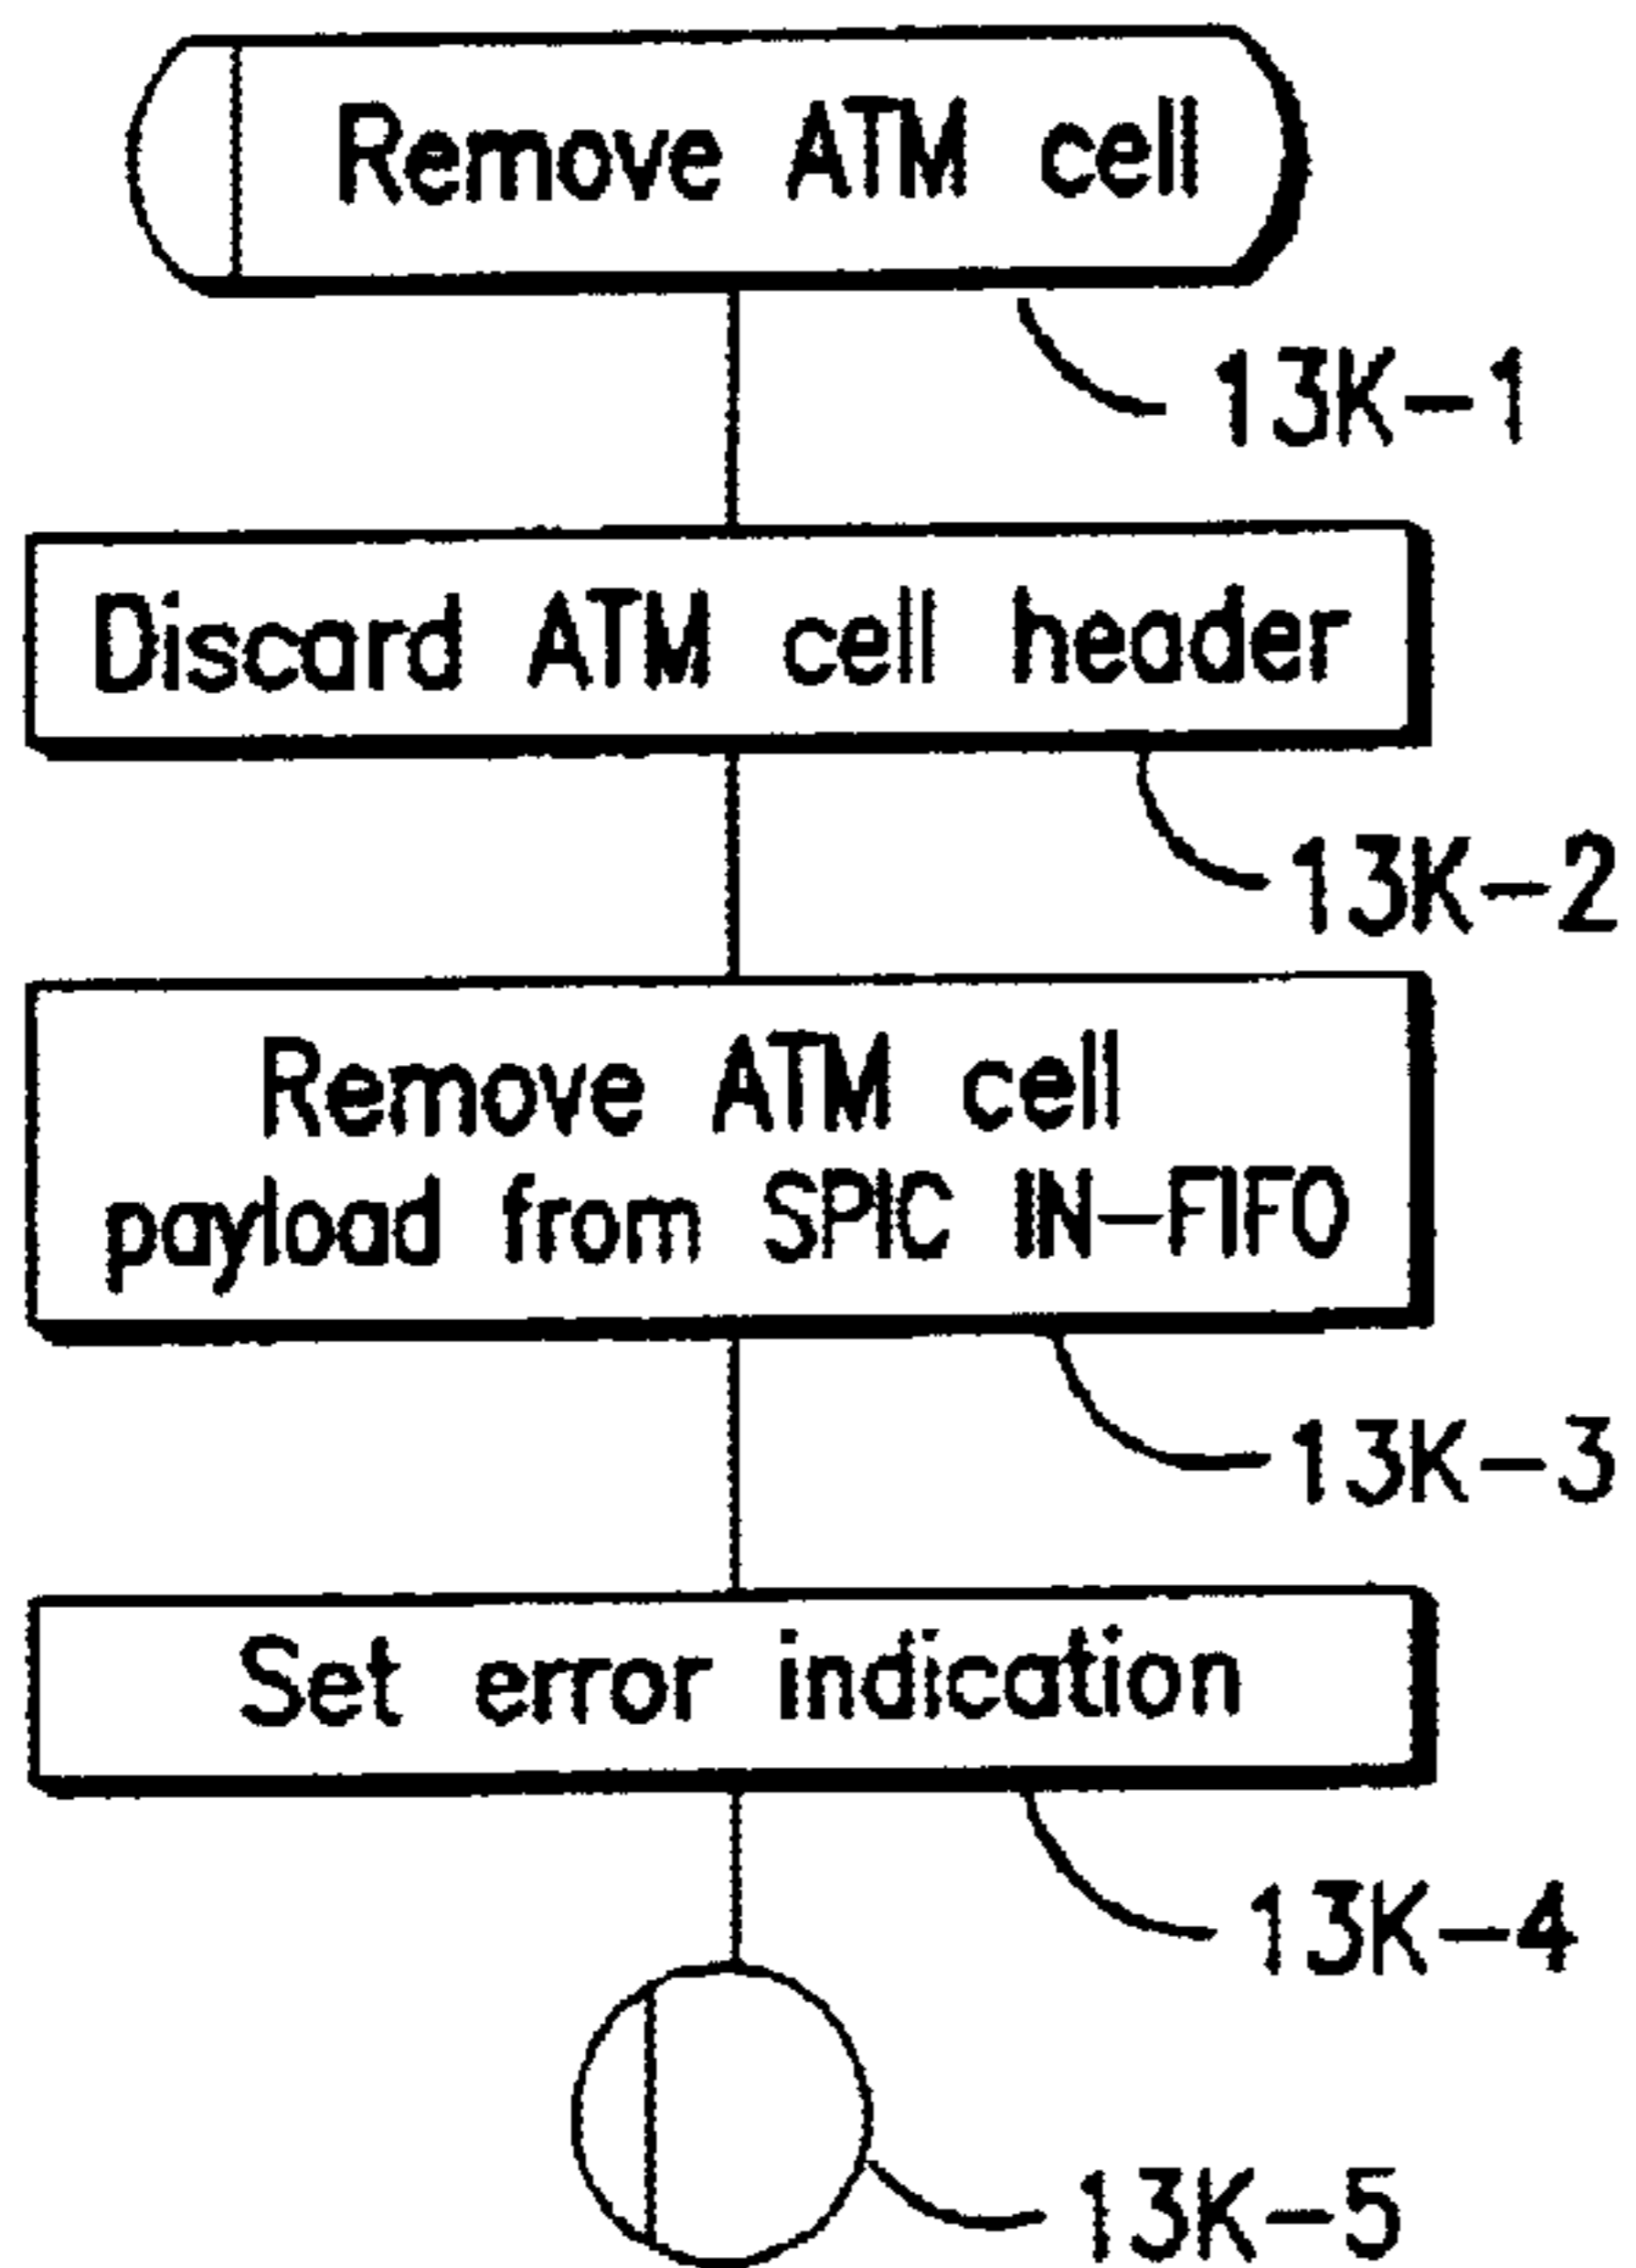 Remove ATM cell
13K-1
Discard ATM cell header
13K-2
Remove ATM cell
payload from SPIC IN-FIFO
13K-3
Set error indication
13K-4
13K-5